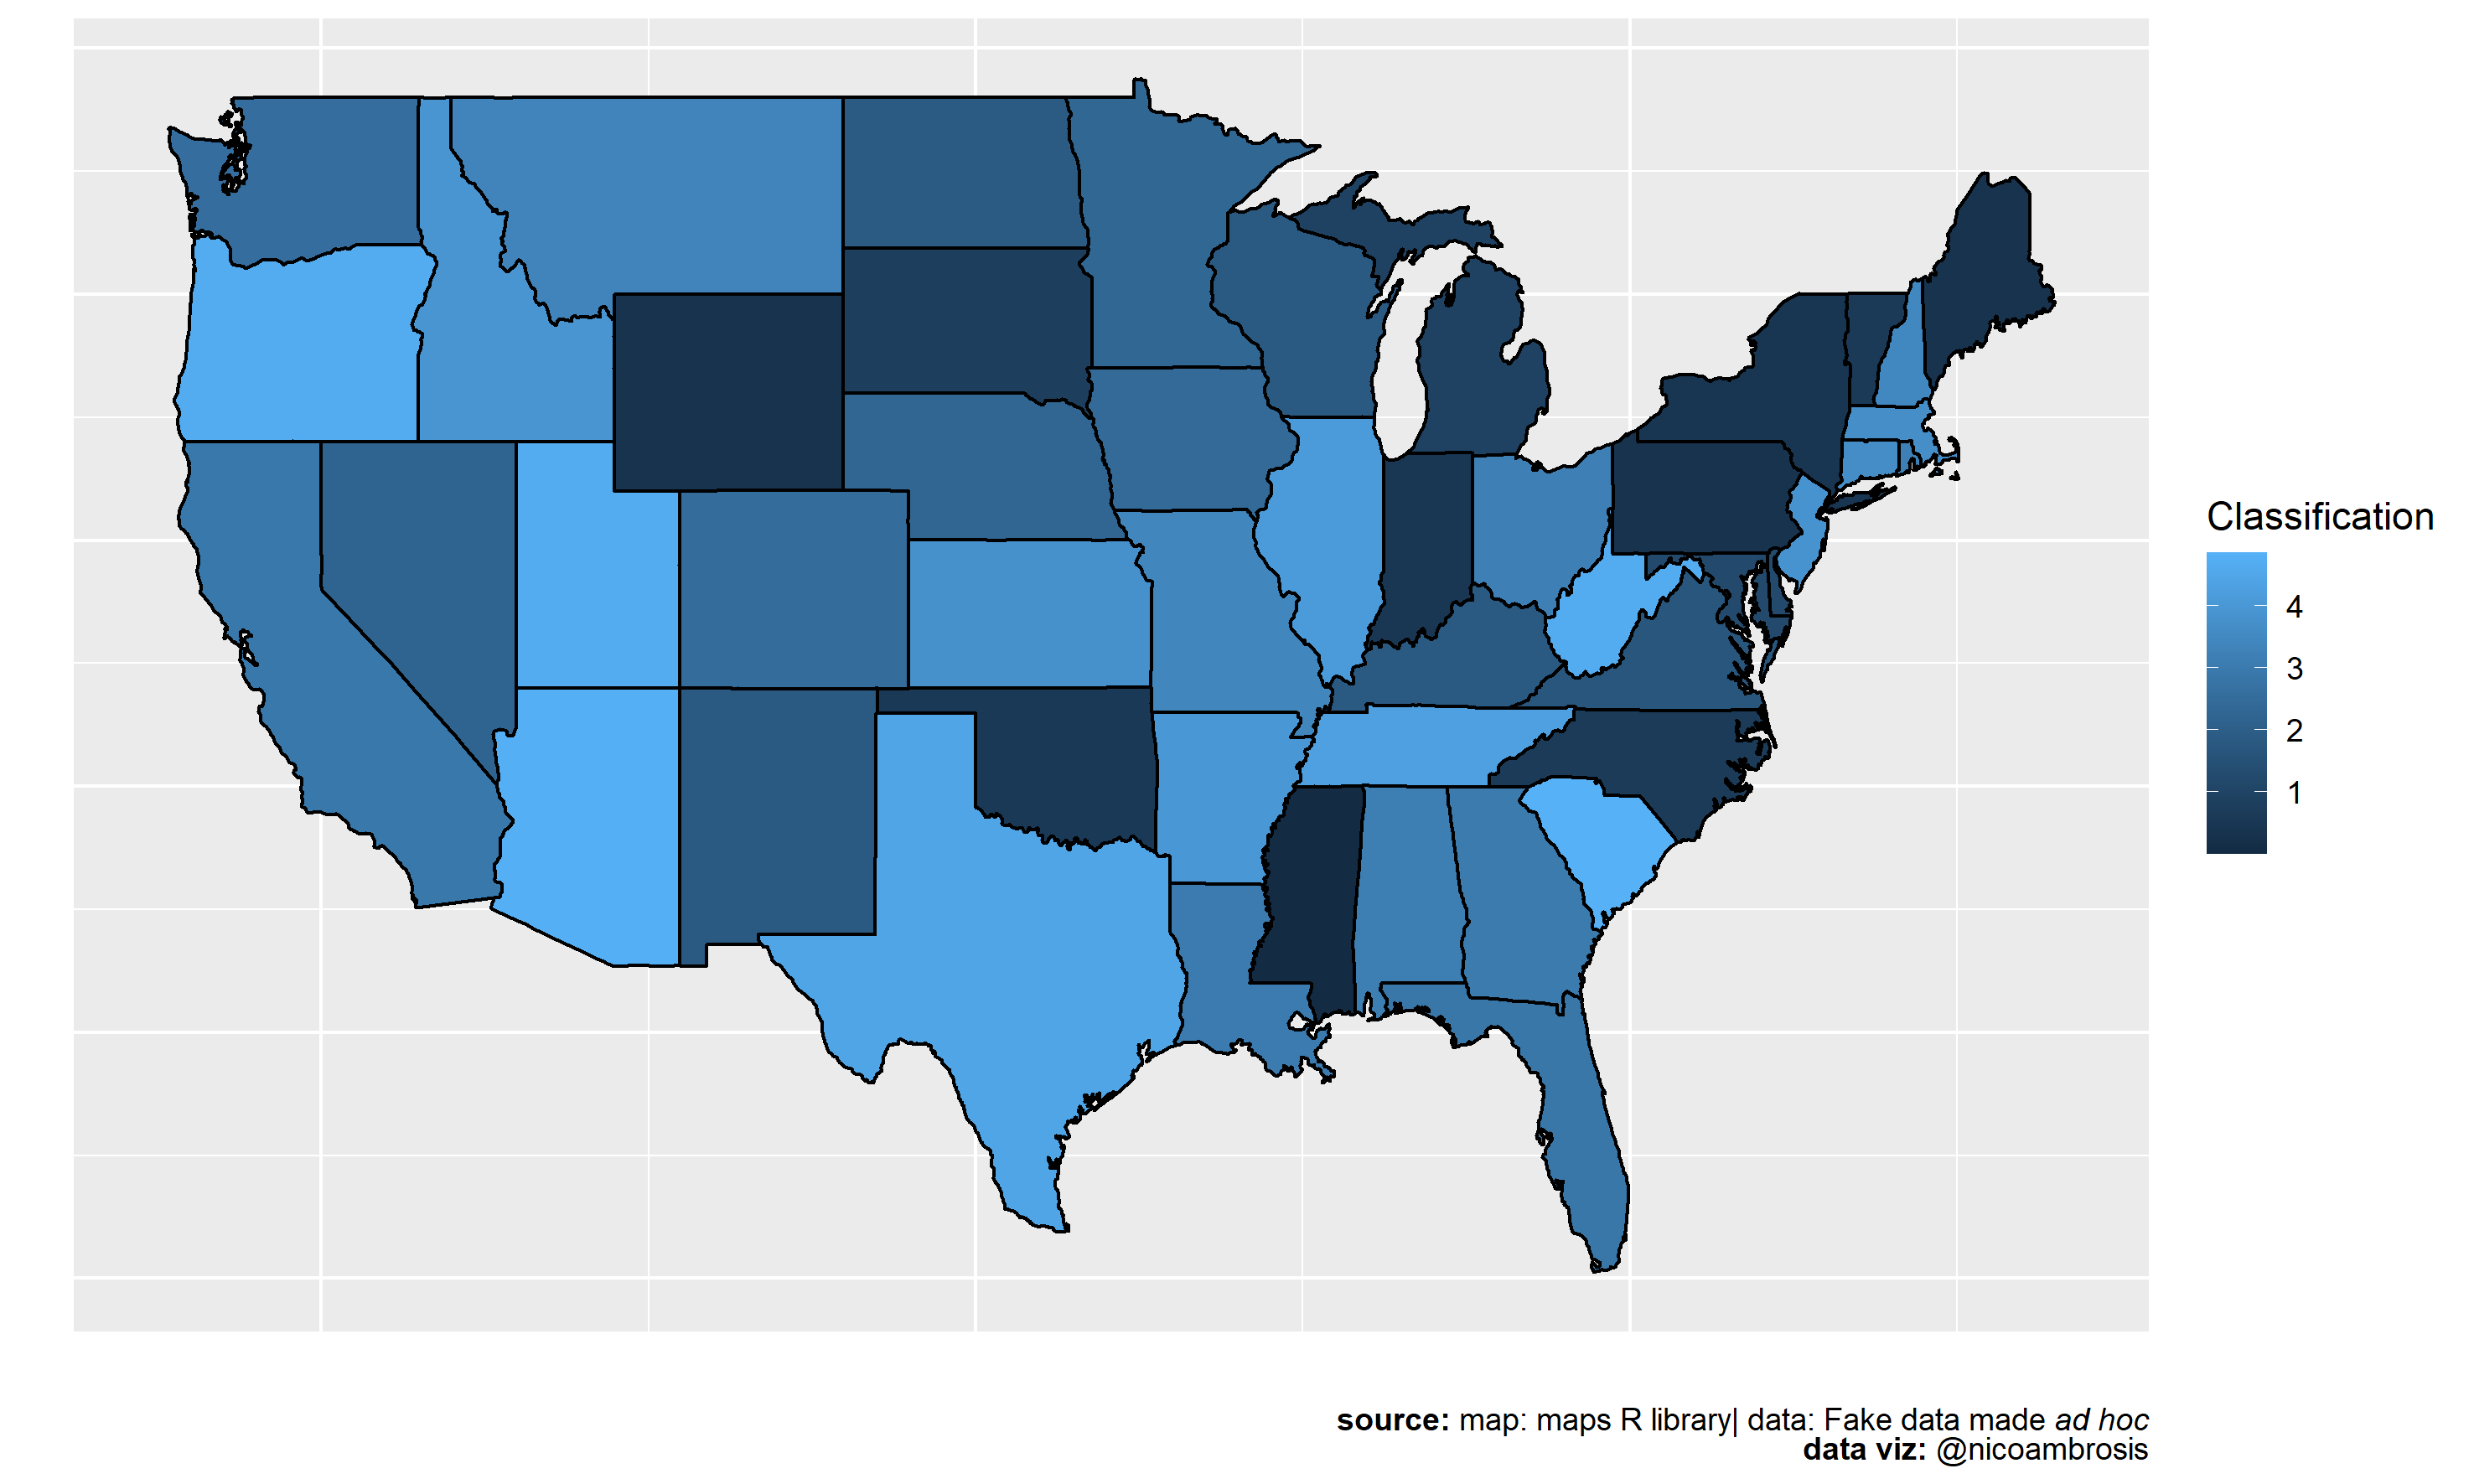 Classification
4
3
2
1
source: map: maps R library| data: Fake data made ad hoc
data viz: @nicoambrosis